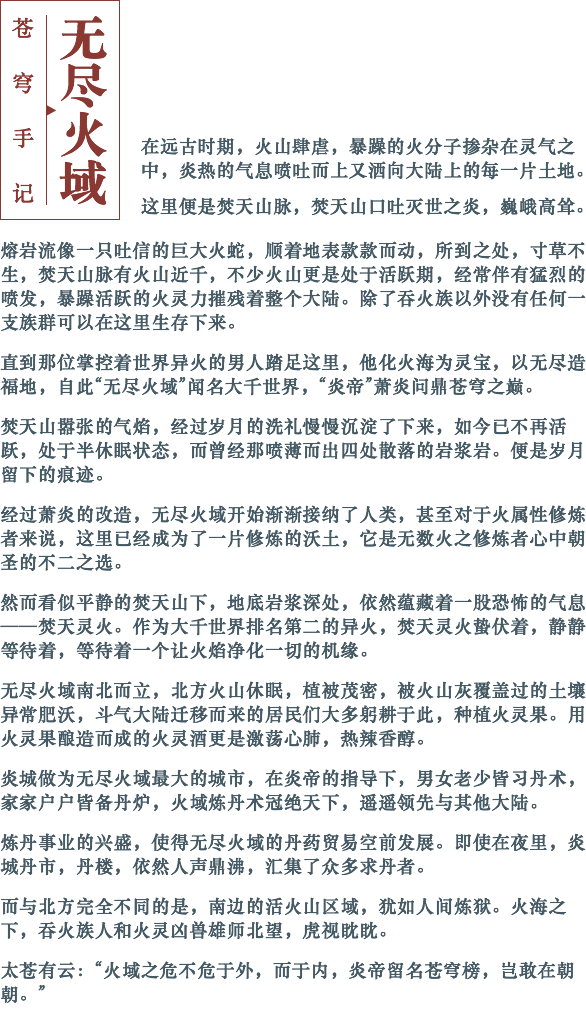 无尽火域
苍穹手记
在远古时期，火山肆虐，暴躁的火分子掺杂在灵气之
中，炎热的气息喷吐而上又洒向大陆上的每一片土地。
这里便是焚天山脉，焚天山口吐灭世之炎，巍峨高耸。
熔岩流像一只吐信的巨大火蛇，顺着地表款款而动，所到之处，寸草不
生，焚天山脉有火山近千，不少火山更是处于活跃期，经常伴有猛烈的
喷发，暴躁活跃的火灵力摧残着整个大陆。除了吞火族以外没有任何一
支族群可以在这里生存下来。
直到那位掌控着世界异火的男人踏足这里，他化火海为灵宝，以无尽造
福地，自此“无尽火域”闻名大千世界，“炎帝”萧炎问鼎苍穹之巅。
焚天山嚣张的气焰，经过岁月的洗礼慢慢沉淀了下来，如今已不再活
跃，处于半休眠状态，而曾经那喷薄而出四处散落的岩浆岩。便是岁月
留下的痕迹。
经过萧炎的改造，无尽火域开始渐渐接纳了人类，甚至对于火属性修炼
者来说，这里已经成为了一片修炼的沃土，它是无数火之修炼者心中朝
圣的不二之选。
然而看似平静的焚天山下，地底岩浆深处，依然蕴藏着一股恐怖的气息
——焚天灵火。作为大千世界排名第二的异火，焚天灵火蛰伏着，静静
等待着，等待着一个让火焰净化一切的机缘。
无尽火域南北而立，北方火山休眠，植被茂密，被火山灰覆盖过的土壤
异常肥沃，斗气大陆迁移而来的居民们大多躬耕于此，种植火灵果。用
火灵果酿造而成的火灵酒更是激荡心肺，热辣香醇。
炎城做为无尽火域最大的城市，在炎帝的指导下，男女老少皆习丹术，
家家户户皆备丹炉，火域炼丹术冠绝天下，遥遥领先与其他大陆。
炼丹事业的兴盛，使得无尽火域的丹药贸易空前发展。即使在夜里，炎
城丹市，丹楼，依然人声鼎沸，汇集了众多求丹者。
而与北方完全不同的是，南边的活火山区域，犹如人间炼狱。火海之
下，吞火族人和火灵凶兽雄师北望，虎视眈眈。
太苍有云：“火域之危不危于外，而于内，炎帝留名苍穹榜，岂敢在朝
朝。”